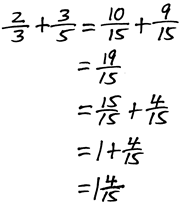 2/3 + 3/5 = 10/15 + 9/15
= 19/15
= 15/15 + 4/15
= 1 + 4/15
= 1 4/15